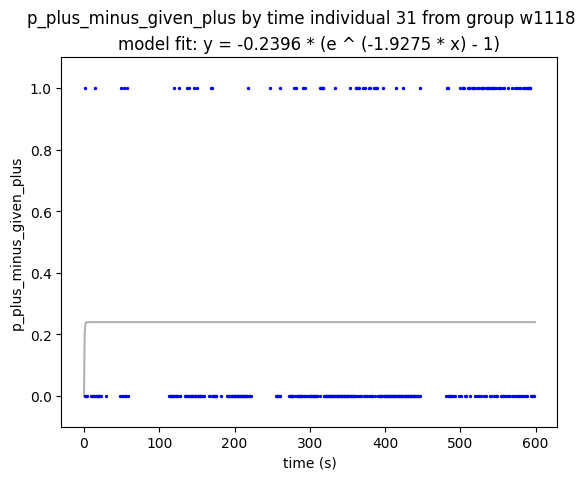 p_plus_minus_given_plus by time individual 31 from group w1118
model fit: y = -0.2396 * (e ^ (-1.9275 * x) - 1)
1.0
0.8
0.6
0.4
0.2
0.0
p_plus_minus_given_plus
0 100 200 300 400 500 600
time (s)